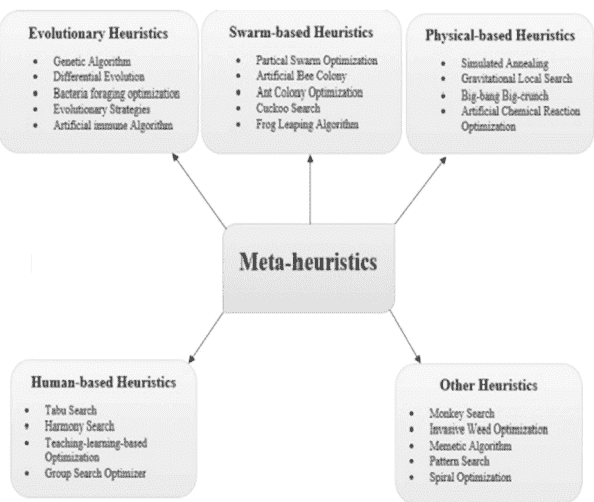 Evolutionary Heuristics
Genetic Algorithm
Differential Evolution
Bacteria foraging optimization
Evolutionary Strategies
Artificial immune Algorithm
Swarm-based Heuristics
Partical Swarm Optimization
Artificial Bee Colony
Ant Colony Optimization
Cuckoo Search
Frog Leaping Algorithm
Physical-based Heuristics
Simulated Annealing
Gravitational Local Search
Big-bang Big-crunch
Artificial Chemical Reaction
Optimization
Meta-heuristics
Human-based Heuristics
Tabu Search
Harmony Search
Teaching-learning-based
Optimization
Group Search Optimizer
Other Heuristics
Monkey Search
Invasive Weed Optimization
Memetic Algorithm
Pattern Search
Spiral Optimization